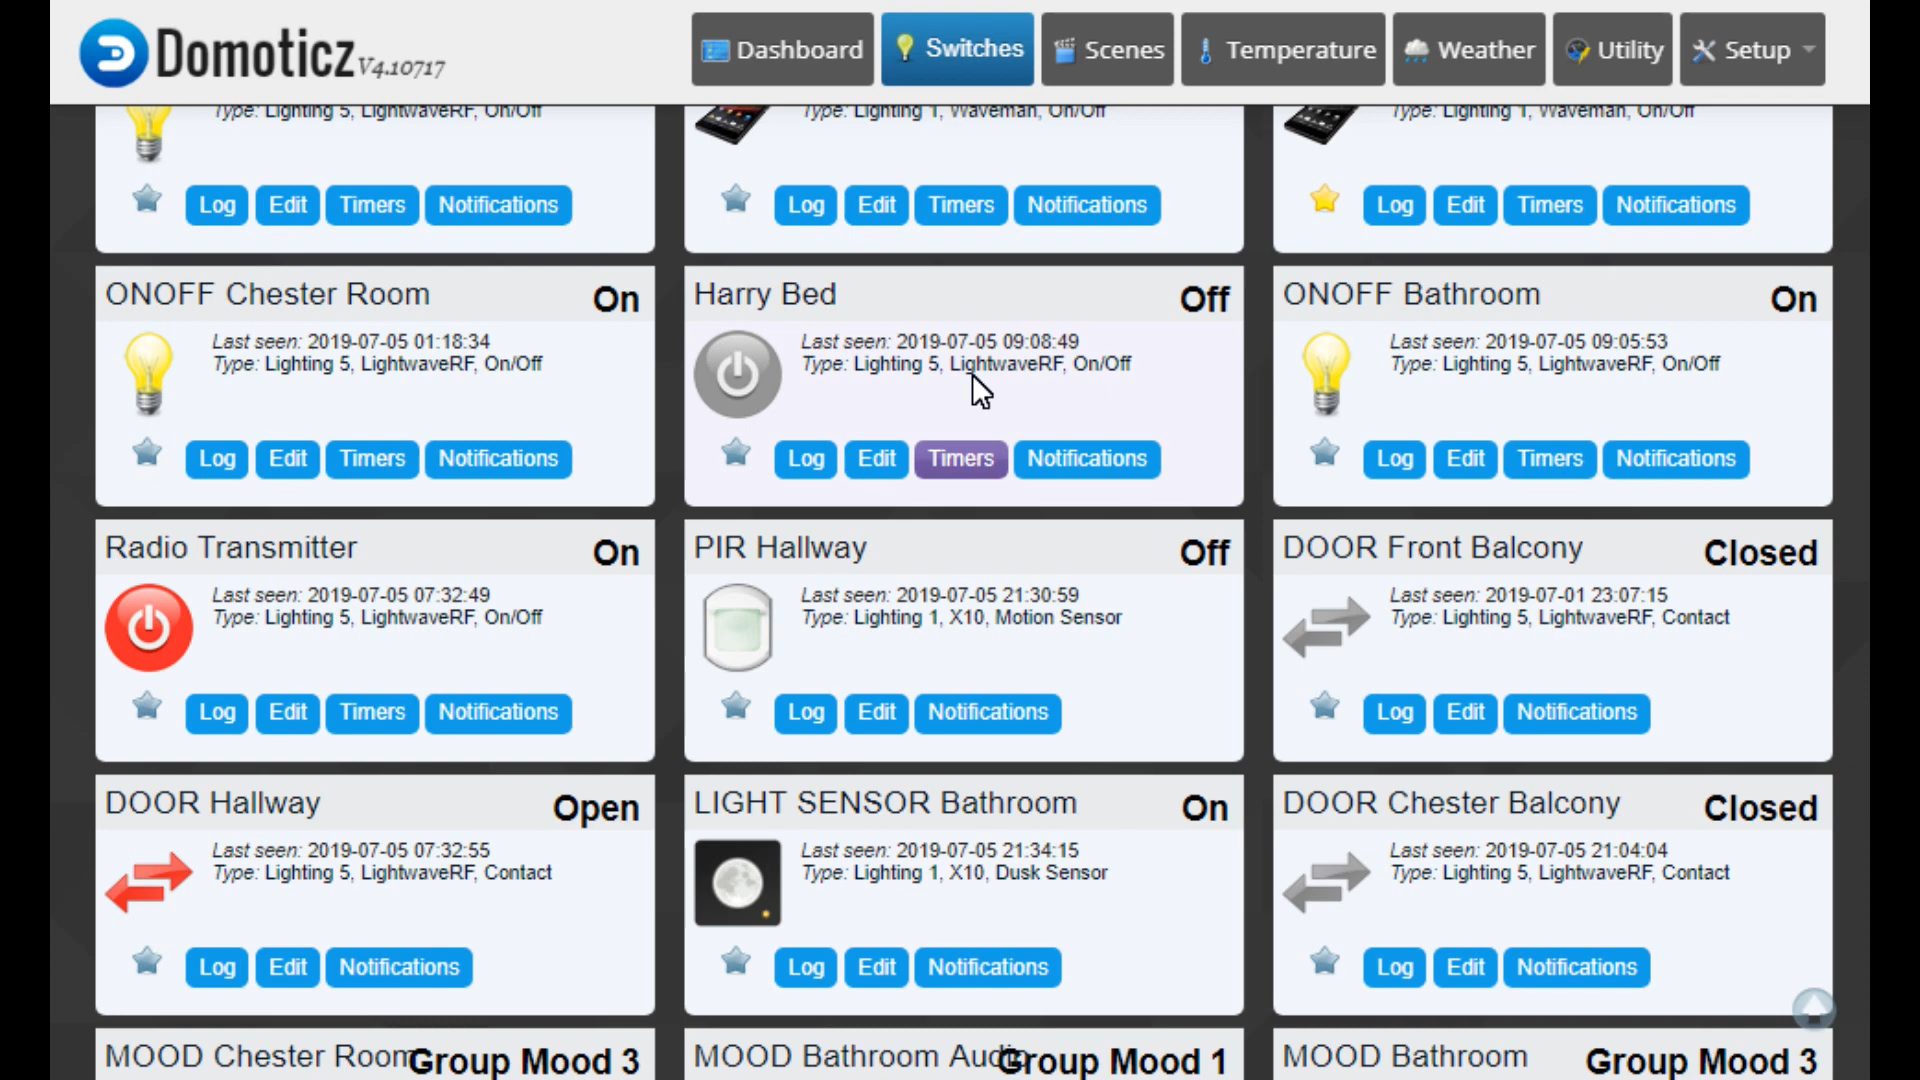 Domoticz V4.10717
Dashboard Switches Scenes Temperature Weather Utility Setup
Type: Lighting 5, LightwaveRF, On/Off
Log Edit Timers Notifications
Type: Lighting 1, Waveman, On/Off
Log Edit Timers Notifications
Type: Lighting 1, Waveman, On/Off
Log Edit Timers Notifications
ONOFF Chester Room On
Last seen: 2019-07-05 01:18:34
Type: Lighting 5, LightwaveRF, On/Off
Log Edit Timers Notifications
Harry Bed Off
Last seen: 2019-07-05 09:08:49
Type: Lighting 5, LightwaveRF, On/Off
Log Edit Timers Notifications
ONOFF Bathroom On
Last seen: 2019-07-05 09:05:53
Type: Lighting 5, LightwaveRF, On/Off
Log Edit Timers Notifications
Radio Transmitter On
Last seen: 2019-07-05 07:32:49
Type: Lighting 5, LightwaveRF, On/Off
Log Edit Timers Notifications
PIR Hallway Off
Last seen: 2019-07-05 21:30:59
Type: Lighting 1, X10, Motion Sensor
Log Edit Notifications
DOOR Front Balcony Closed
Last seen: 2019-07-01 23:07:15
Type: Lighting 5, LightwaveRF, Contact
Log Edit Notifications
DOOR Hallway Open
Last seen: 2019-07-05 07:32:55
Type: Lighting 5, LightwaveRF, Contact
Log Edit Notifications
LIGHT SENSOR Bathroom On
Last seen: 2019-07-05 21:34:15
Type: Lighting 1, X10, Dusk Sensor
Log Edit Notifications
DOOR Chester Balcony Closed
Last seen: 2019-07-05 21:04:04
Type: Lighting 5, LightwaveRF, Contact
Log Edit Notifications
MOOD Chester Room Group Mood 3
MOOD Bathroom Audio Group Mood 1
MOOD Bathroom Group Mood 3